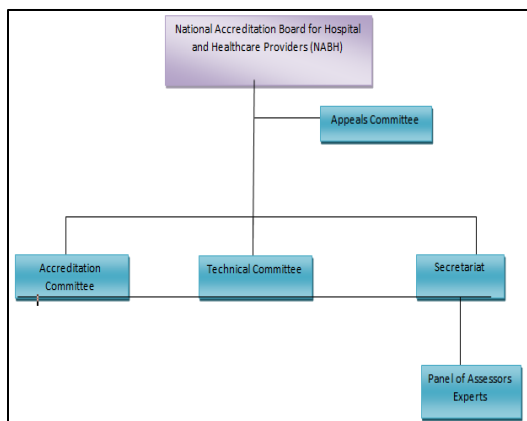 National Accreditation Board for Hospital
and Healthcare Providers (NABH)
Appeals Committee
Accreditation
Committee
Technical Committee
Secretariat
Panel of Assessors
Experts